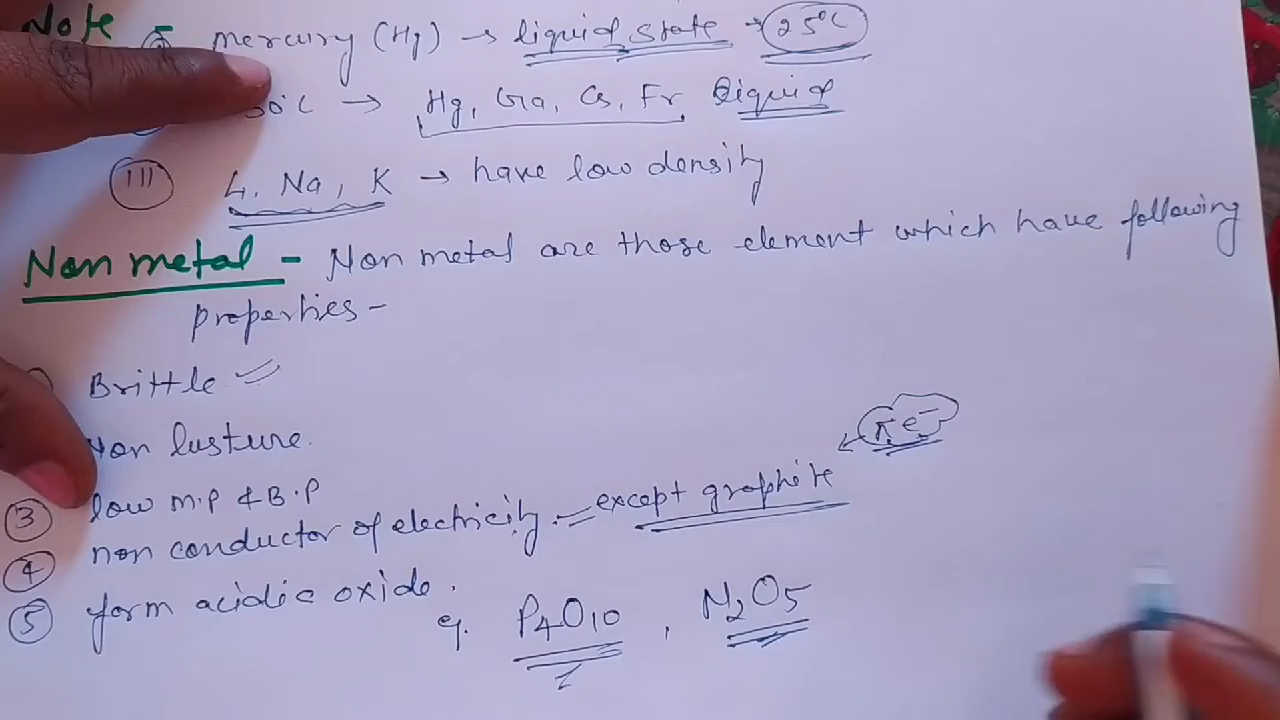 Note
mercury (Hg) → liquid state → 25°C
30°C → Hg, Ga, Cs, Fr liquid
III Li, Na, K → have low density
Non metal - Non metal are those element which have following
properties -
Brittle
Non lusture.
③ low m.p & B.P
④ non conductor of electricity. - except graphite ← π e⁻
⑤ form acidic oxide.
eg. P4O10, N2O5